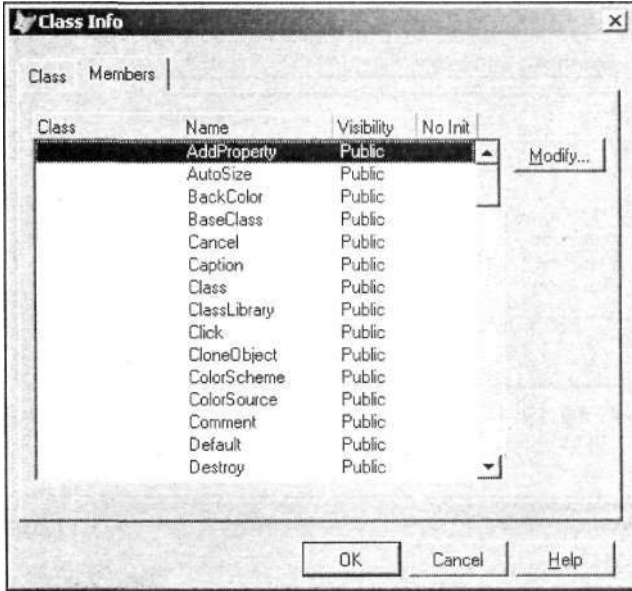 Class Info
Class Members
Class Name Visibility No Init
AddProperty Public
Modify...
AutoSize Public
BackColor Public
BaseClass Public
Cancel Public
Caption Public
Class Public
ClassLibrary Public
Click Public
CloneObject Public
ColorScheme Public
ColorSource Public
Comment Public
Default Public
Destroy Public
OK Cancel Help